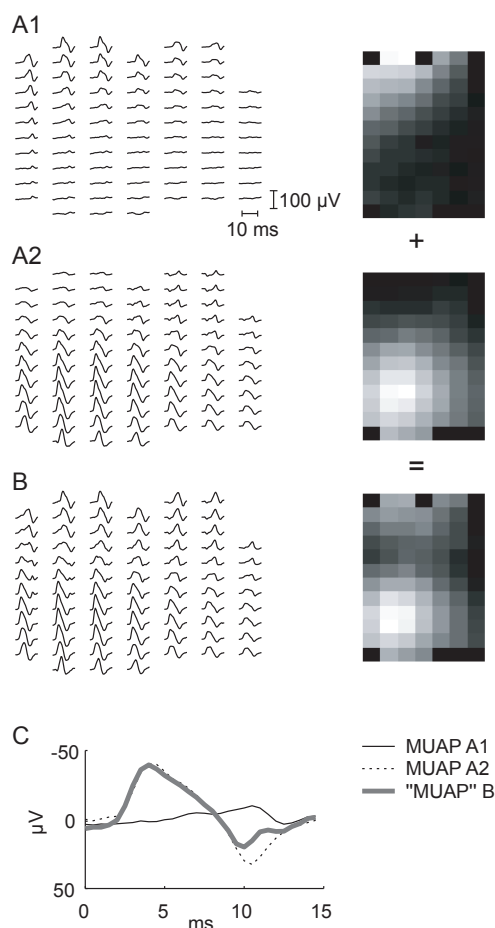 A1
100 µV
10 ms
+
A2
=
B
C
-50
0
50
µV
0 5 10 15
ms
MUAP A1
MUAP A2
"MUAP" B